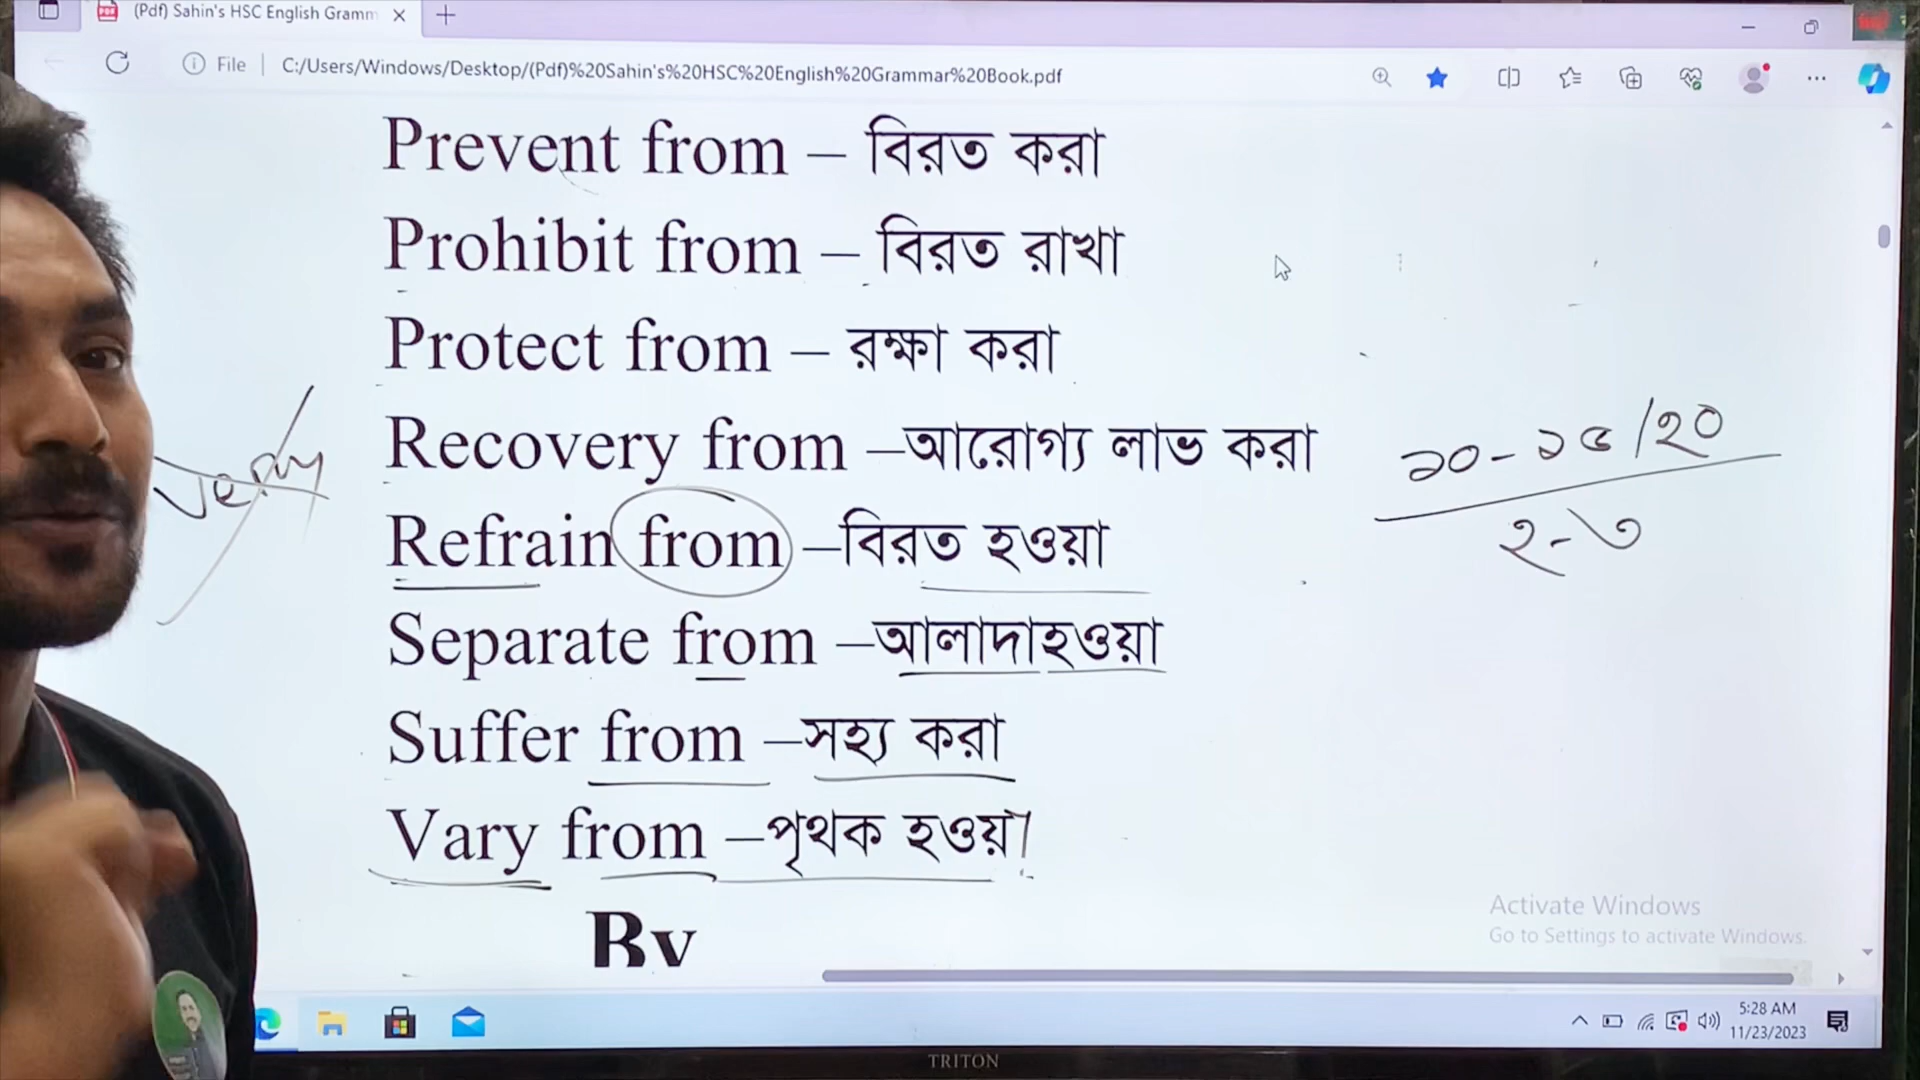 (Pdf) Sahin's HSC English Gramm
File C:/Users/Windows/Desktop/(Pdf)%20Sahin's%20HSC%20English%20Grammar%20Book.pdf
Prevent from – বিরত করা
Prohibit from – বিরত রাখা
Protect from – রক্ষা করা
Recovery from –আরোগ্য লাভ করা
Refrain from –বিরত হওয়া
Separate from –আলাদাহওয়া
Suffer from –সহ্য করা
Vary from –পৃথক হওয়া
By
১০-১৫/২০
২-৩
Activate Windows
Go to Settings to activate Windows.
5:28 AM
11/23/2023
TRITON